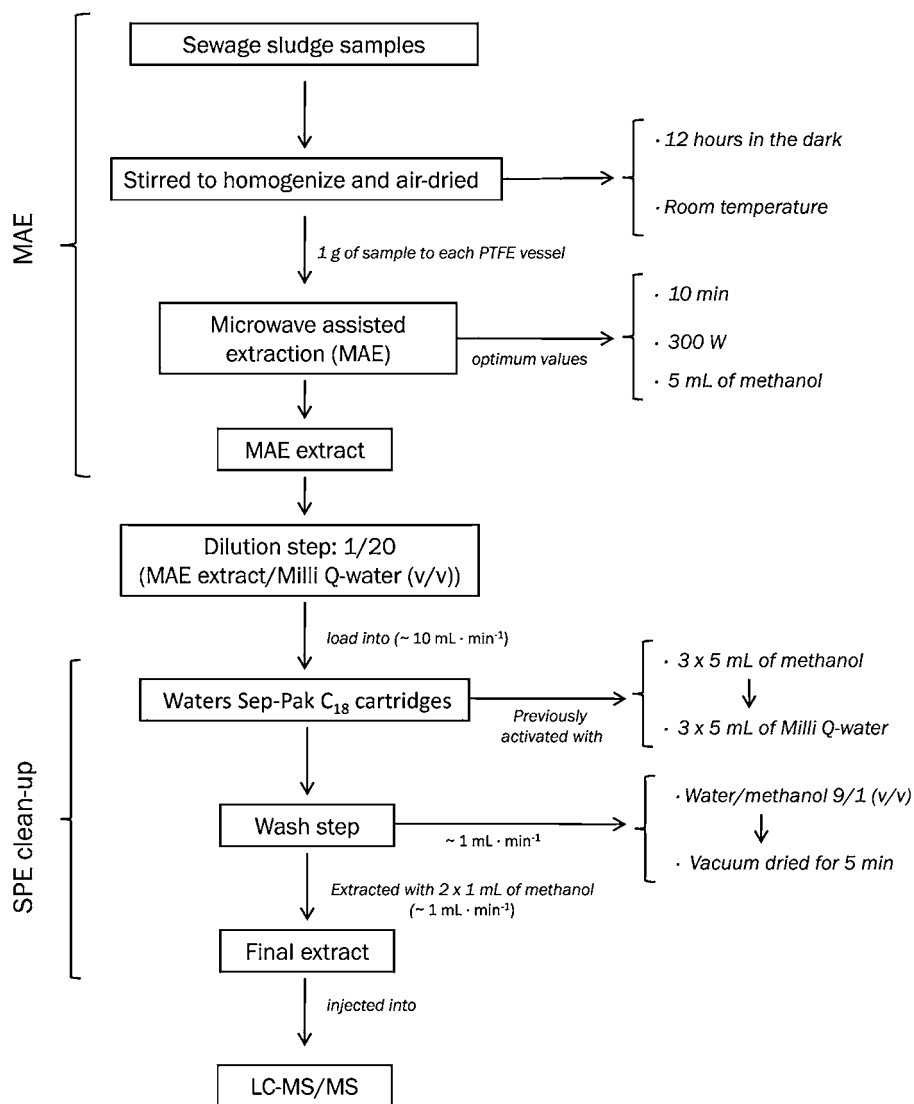 Sewage sludge samples
Stirred to homogenize and air-dried
· 12 hours in the dark
· Room temperature
MAE
1 g of sample to each PTFE vessel
Microwave assisted
extraction (MAE)
optimum values
· 10 min
· 300 W
· 5 mL of methanol
MAE extract
Dilution step: 1/20
(MAE extract/Milli Q-water (v/v))
load into (~ 10 mL · min⁻¹)
Waters Sep-Pak C₁₈ cartridges
Previously
activated with
· 3 x 5 mL of methanol
· 3 x 5 mL of Milli Q-water
SPE clean-up
Wash step
~ 1 mL · min⁻¹
· Water/methanol 9/1 (v/v)
· Vacuum dried for 5 min
Extracted with 2 x 1 mL of methanol
(~ 1 mL · min⁻¹)
Final extract
injected into
LC-MS/MS